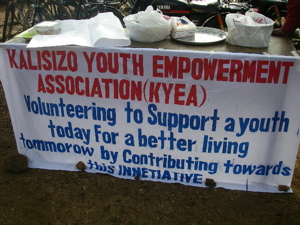 YAMAHA
KALISIZO YOUTH EMPOWERMENT
ASSOCIATION(KYEA)
Volunteering to Support a youth
today For a better living
tommorow by Contributing towards
this INNETIATIVE